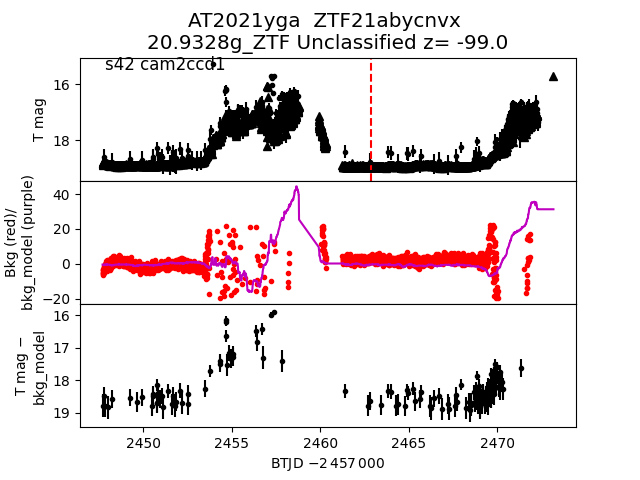 AT2021yga  ZTF21abycnvx
20.9328g_ZTF Unclassified z= -99.0
s42 cam2ccd1
T mag
16
18
Bkg (red)/
bkg_model (purple)
40
20
0
−20
T mag −
bkg_model
16
17
18
19
2450
2455
2460
2465
2470
BTJD −2 457 000